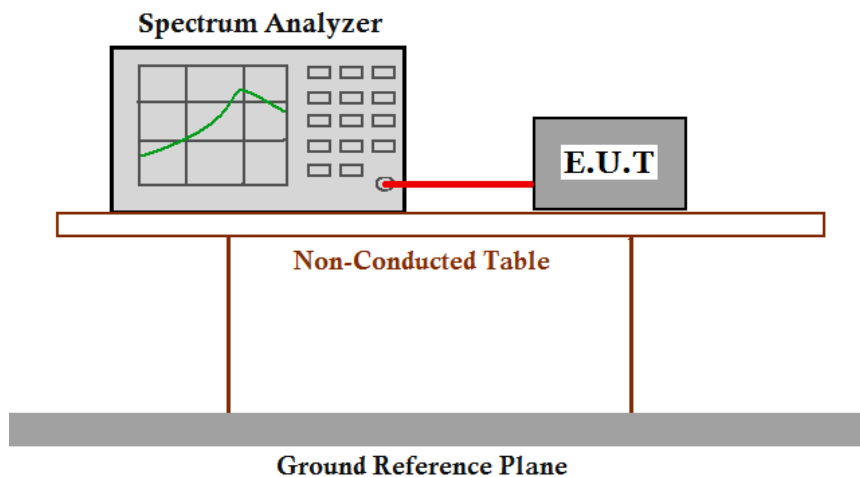 Spectrum Analyzer
E.U.T
Non-Conducted Table
Ground Reference Plane